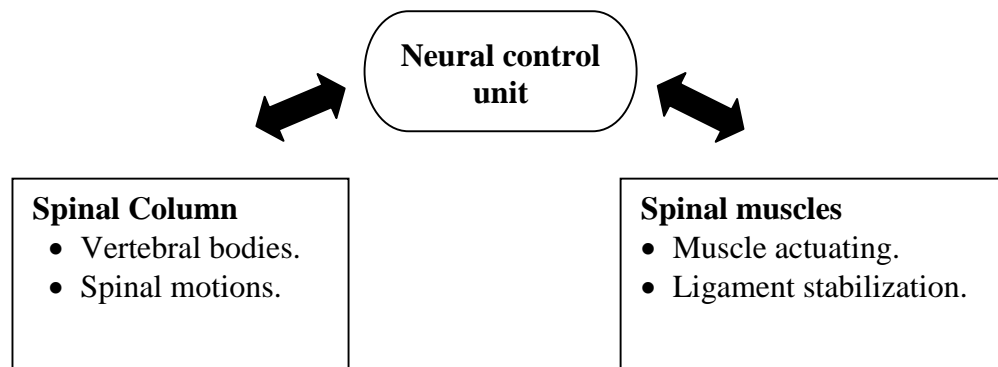 Neural control
unit
Spinal Column
• Vertebral bodies.
• Spinal motions.
Spinal muscles
• Muscle actuating.
• Ligament stabilization.